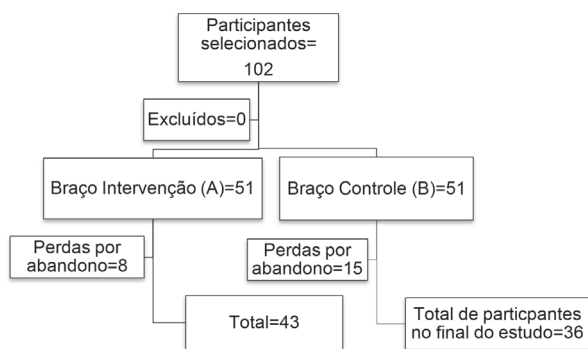 Participantes
selecionados=
102
Excluídos=0
Braço Intervenção (A)=51
Braço Controle (B)=51
Perdas por
abandono=8
Perdas por
abandono=15
Total=43
Total de particpantes
no final do estudo=36